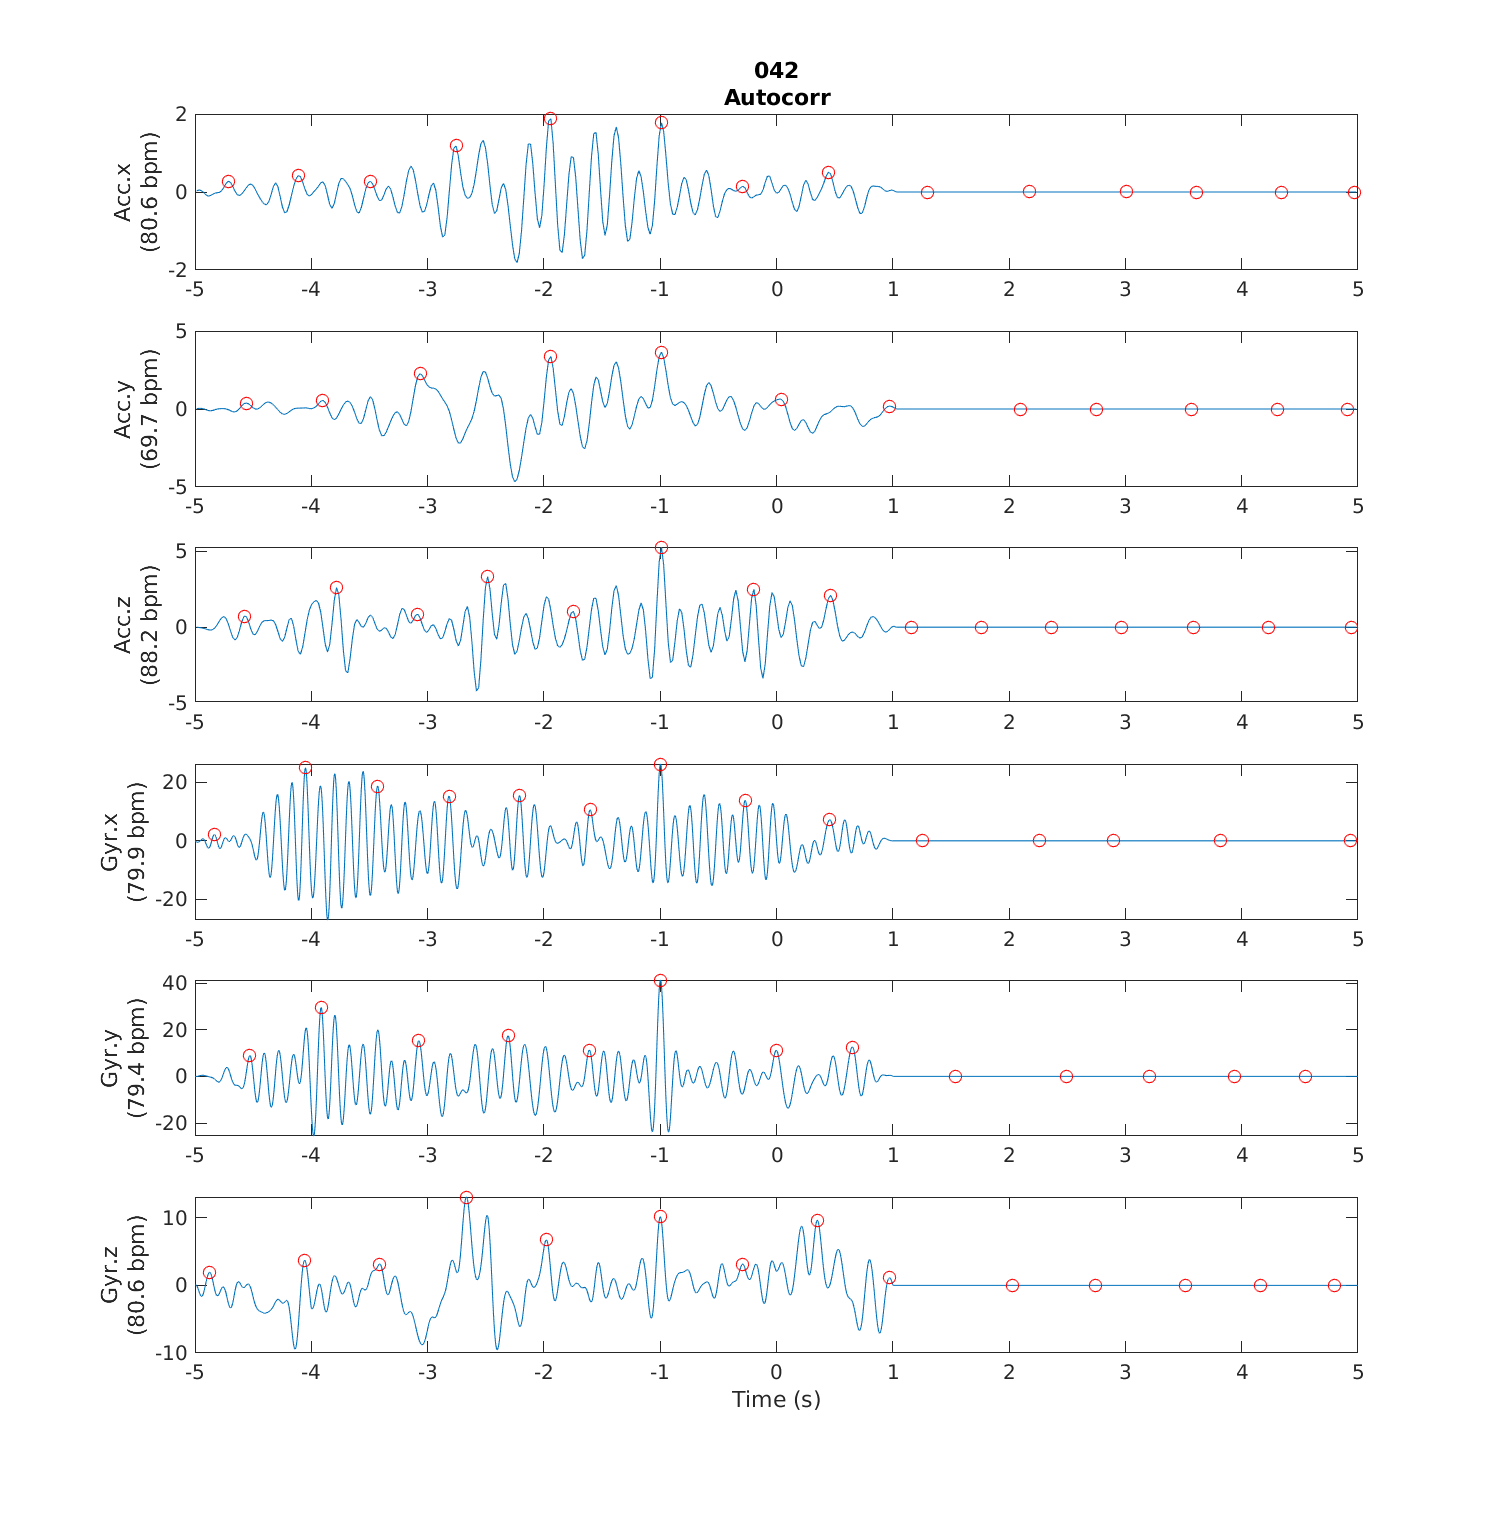 042
Autocorr
Acc.x
(80.6 bpm)
2
0
-2
-5 -4 -3 -2 -1 0 1 2 3 4 5
Acc.y
(69.7 bpm)
5
0
-5
-5 -4 -3 -2 -1 0 1 2 3 4 5
Acc.z
(88.2 bpm)
5
0
-5
-5 -4 -3 -2 -1 0 1 2 3 4 5
Gyr.x
(79.9 bpm)
20
0
-20
-5 -4 -3 -2 -1 0 1 2 3 4 5
Gyr.y
(79.4 bpm)
40
20
0
-20
-5 -4 -3 -2 -1 0 1 2 3 4 5
Gyr.z
(80.6 bpm)
10
0
-10
-5 -4 -3 -2 -1 0 1 2 3 4 5
Time (s)